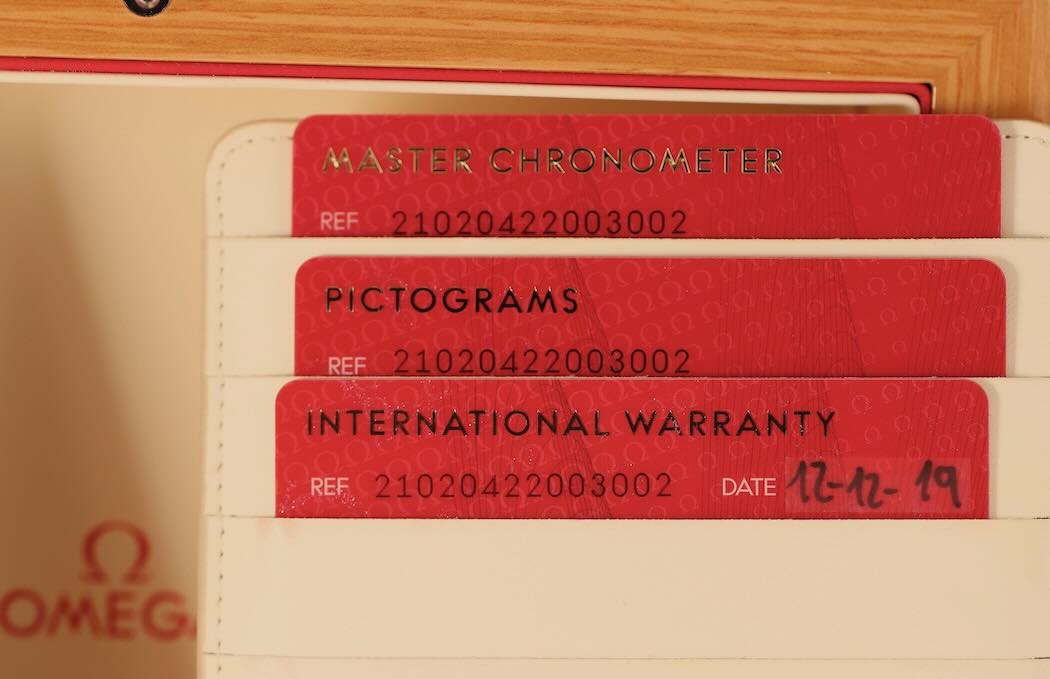 MASTER CHRONOMETER
REF 21020422003002
PICTOGRAMS
REF 21020422003002
INTERNATIONAL WARRANTY
REF 21020422003002 DATE 12-12-19
Ω
OMEGA